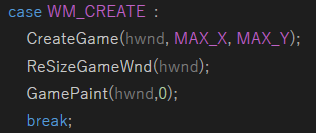 case WM_CREATE :
CreateGame(hwnd, MAX_X, MAX_Y);
ReSizeGameWnd(hwnd);
GamePaint(hwnd,0);
break;